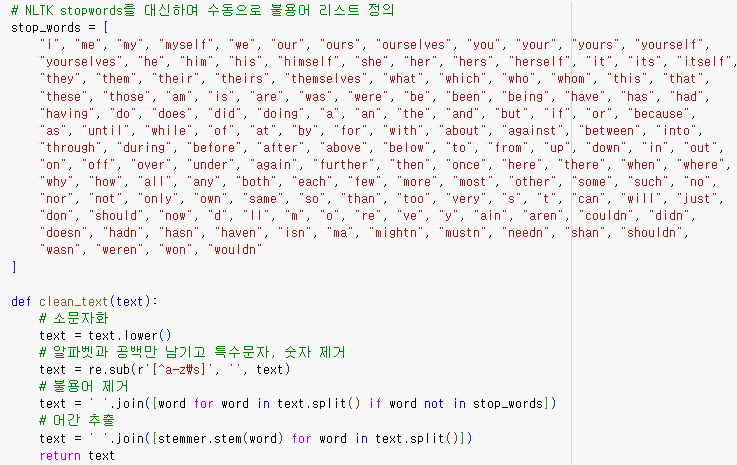 # NLTK stopwords를 대신하여 수동으로 불용어 리스트 정의
stop_words = [
    "i", "me", "my", "myself", "we", "our", "ours", "ourselves", "you", "your", "yours", "yourself",
    "yourselves", "he", "him", "his", "himself", "she", "her", "hers", "herself", "it", "its", "itself",
    "they", "them", "their", "theirs", "themselves", "what", "which", "who", "whom", "this", "that",
    "these", "those", "am", "is", "are", "was", "were", "be", "been", "being", "have", "has", "had",
    "having", "do", "does", "did", "doing", "a", "an", "the", "and", "but", "if", "or", "because",
    "as", "until", "while", "of", "at", "by", "for", "with", "about", "against", "between", "into",
    "through", "during", "before", "after", "above", "below", "to", "from", "up", "down", "in", "out",
    "on", "off", "over", "under", "again", "further", "then", "once", "here", "there", "when", "where",
    "why", "how", "all", "any", "both", "each", "few", "more", "most", "other", "some", "such", "no",
    "nor", "not", "only", "own", "same", "so", "than", "too", "very", "s", "t", "can", "will", "just",
    "don", "should", "now", "d", "ll", "m", "o", "re", "ve", "y", "ain", "aren", "couldn", "didn",
    "doesn", "hadn", "hasn", "haven", "isn", "ma", "mightn", "mustn", "needn", "shan", "shouldn",
    "wasn", "weren", "won", "wouldn"
]
def clean_text(text):
    # 소문자화
    text = text.lower()
    # 알파벳과 공백만 남기고 특수문자, 숫자 제거
    text = re.sub(r'[^a-z₩s]', '', text)
    # 불용어 제거
    text = ' '.join([word for word in text.split() if word not in stop_words])
    # 어간 추출
    text = ' '.join([stemmer.stem(word) for word in text.split()])
    return text